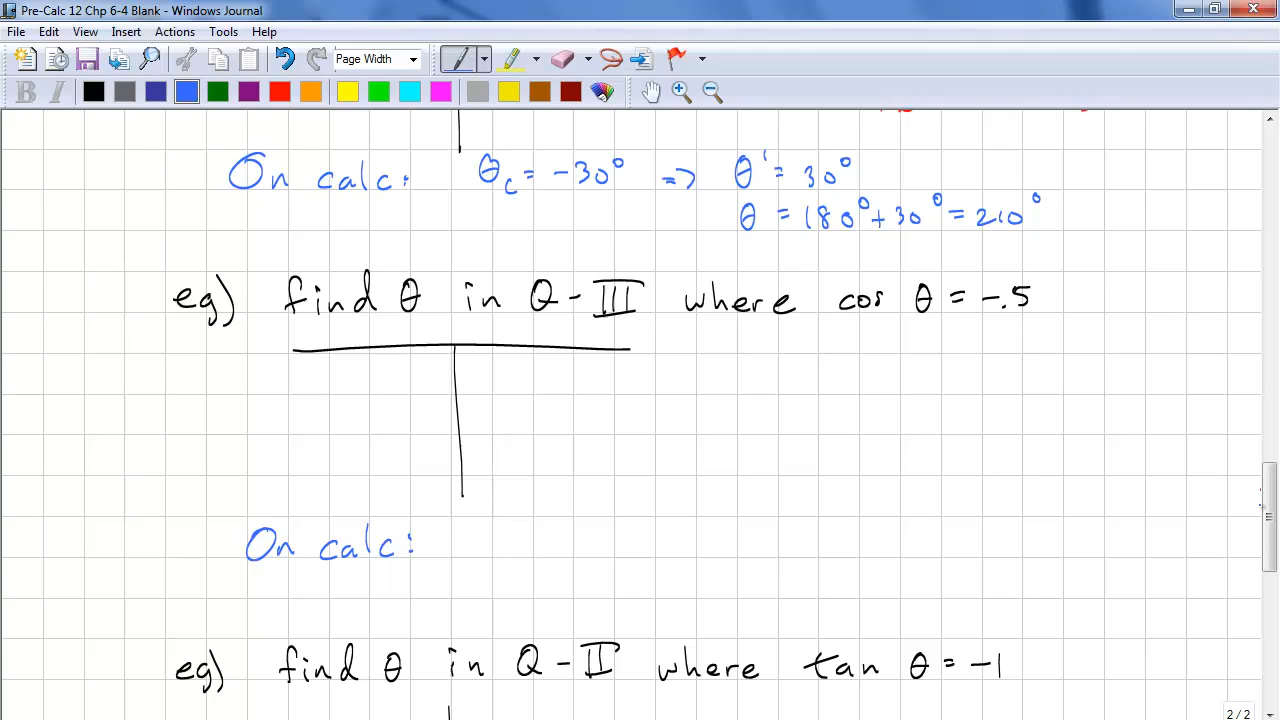 Pre-Calc 12 Chp 6-4 Blank - Windows Journal
File Edit View Insert Actions Tools Help
Page Width
B I
On calc: θc = -30° => θ' = 30°
θ = 180° + 30° = 210°
eg) find θ in Q-III where cos θ = -.5
On calc:
eg) find θ in Q-II where tan θ = -1
2/2